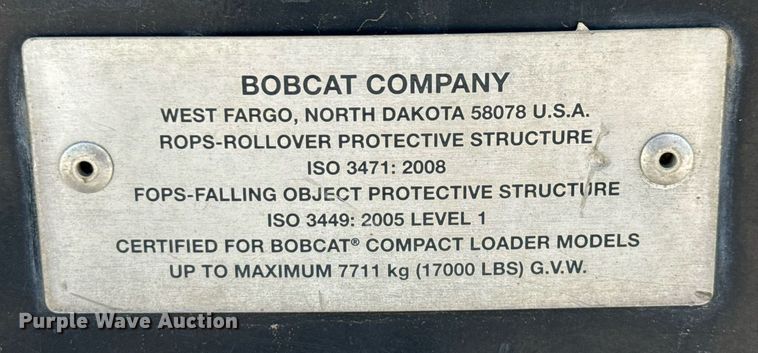 BOBCAT COMPANY
WEST FARGO, NORTH DAKOTA 58078 U.S.A.
ROPS-ROLLOVER PROTECTIVE STRUCTURE
ISO 3471: 2008
FOPS-FALLING OBJECT PROTECTIVE STRUCTURE
ISO 3449: 2005 LEVEL 1
CERTIFIED FOR BOBCAT® COMPACT LOADER MODELS
UP TO MAXIMUM 7711 kg (17000 LBS) G.V.W.
Purple Wave Auction